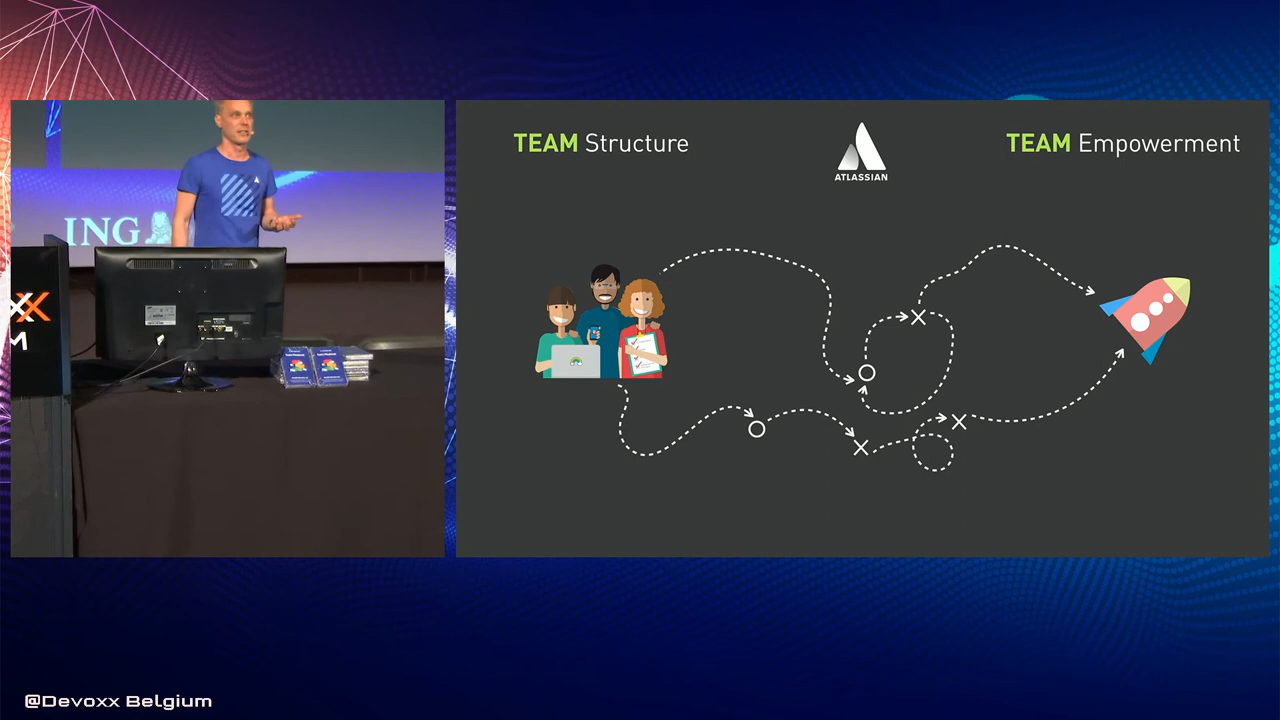 TEAM Structure
ATLASSIAN
TEAM Empowerment
ING
@Devoxx Belgium